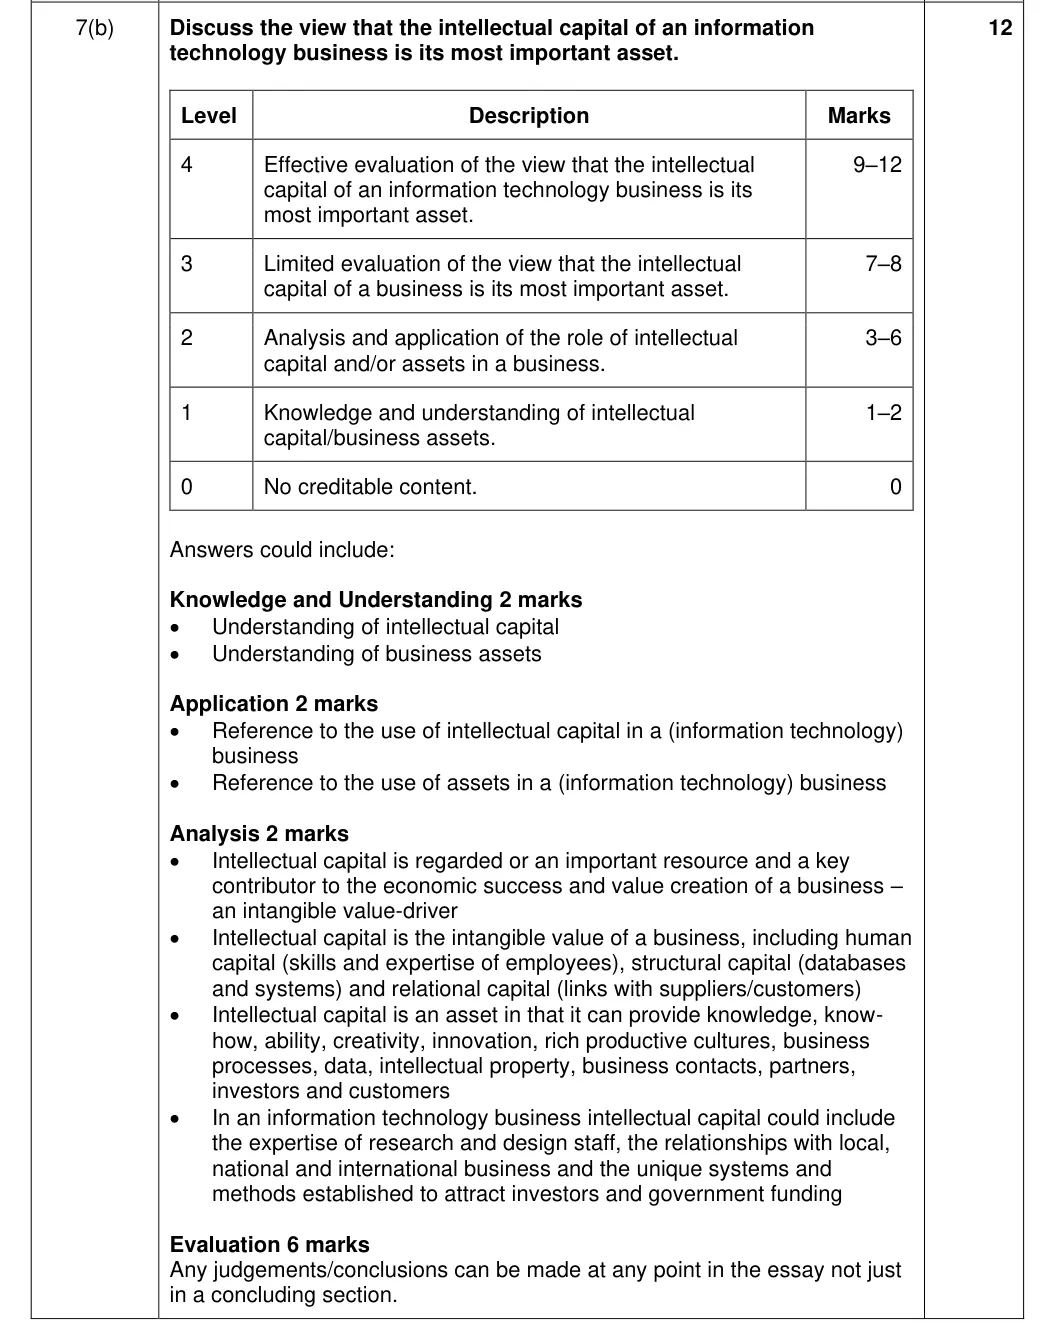 7(b) Discuss the view that the intellectual capital of an information 12
technology business is its most important asset.
Level Description Marks
4 Effective evaluation of the view that the intellectual 9–12
capital of an information technology business is its
most important asset.
3 Limited evaluation of the view that the intellectual 7–8
capital of a business is its most important asset.
2 Analysis and application of the role of intellectual 3–6
capital and/or assets in a business.
1 Knowledge and understanding of intellectual 1–2
capital/business assets.
0 No creditable content. 0
Answers could include:
Knowledge and Understanding 2 marks
• Understanding of intellectual capital
• Understanding of business assets
Application 2 marks
• Reference to the use of intellectual capital in a (information technology)
business
• Reference to the use of assets in a (information technology) business
Analysis 2 marks
• Intellectual capital is regarded or an important resource and a key
contributor to the economic success and value creation of a business –
an intangible value-driver
• Intellectual capital is the intangible value of a business, including human
capital (skills and expertise of employees), structural capital (databases
and systems) and relational capital (links with suppliers/customers)
• Intellectual capital is an asset in that it can provide knowledge, know-
how, ability, creativity, innovation, rich productive cultures, business
processes, data, intellectual property, business contacts, partners,
investors and customers
• In an information technology business intellectual capital could include
the expertise of research and design staff, the relationships with local,
national and international business and the unique systems and
methods established to attract investors and government funding
Evaluation 6 marks
Any judgements/conclusions can be made at any point in the essay not just
in a concluding section.